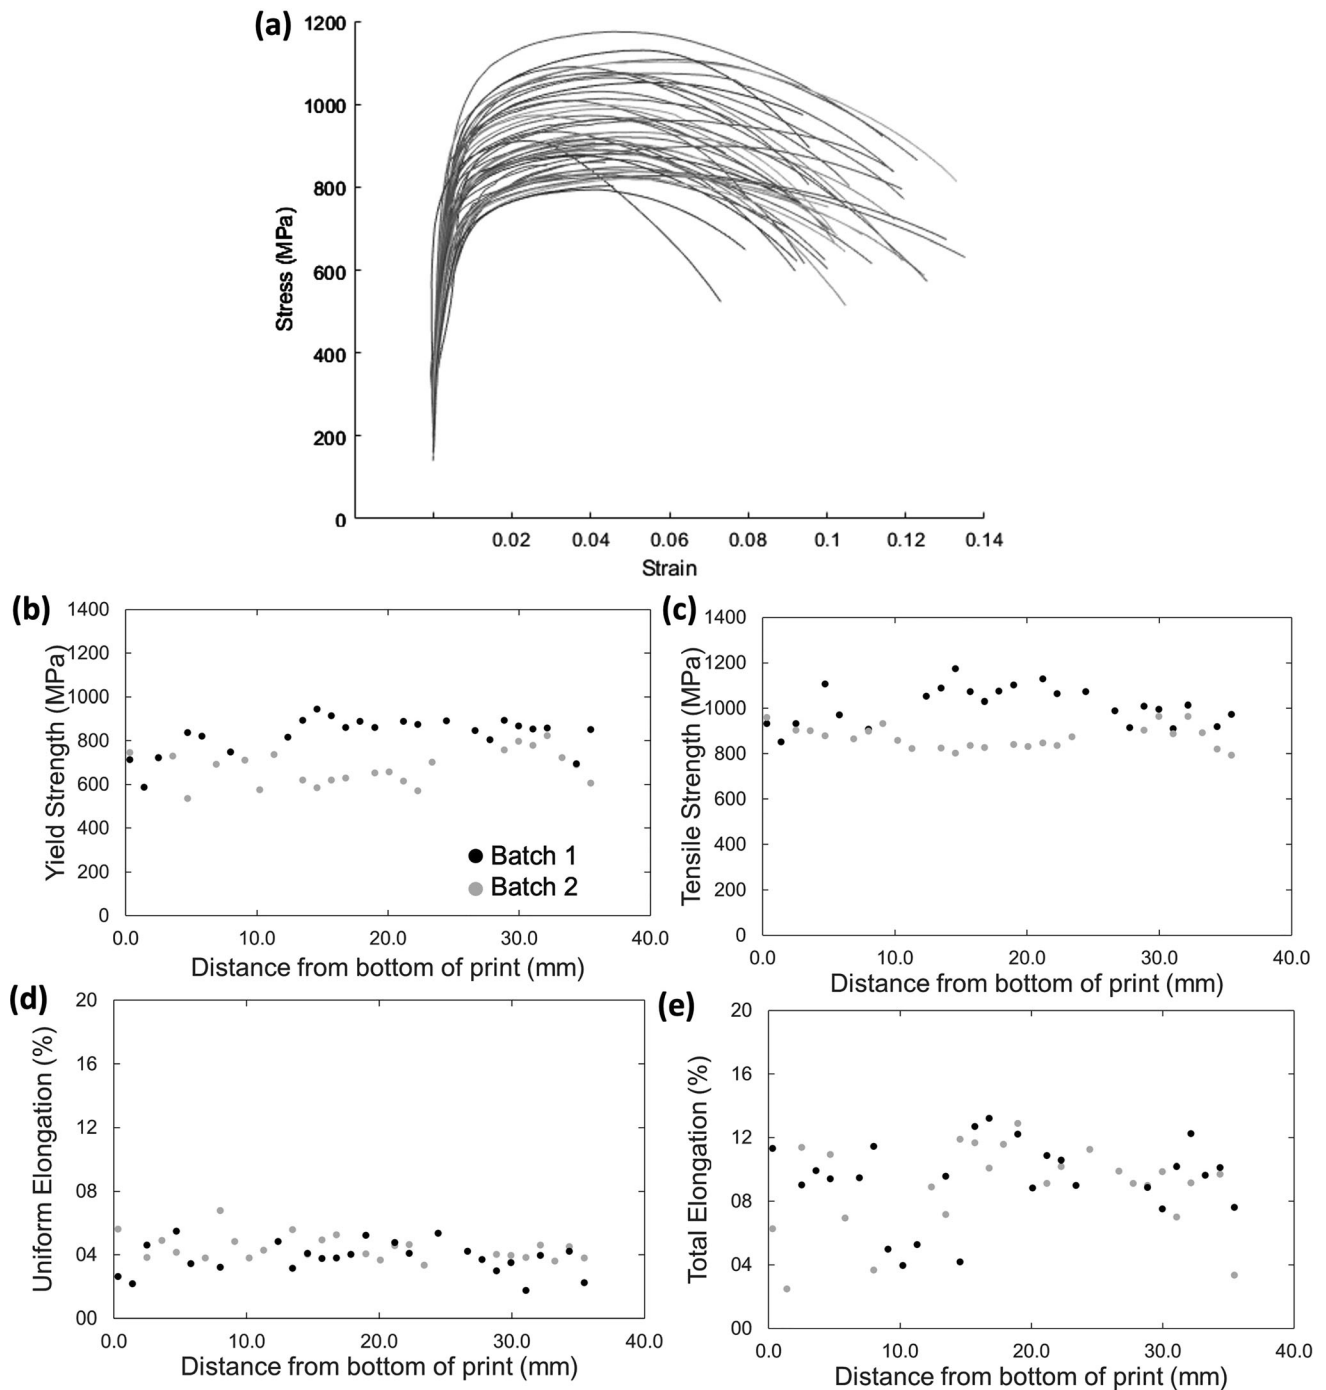 (a)
1200
1000
800
600
400
200
0
Stress (MPa)
0.02 0.04 0.06 0.08 0.1 0.12 0.14
Strain
(b)
1400
1200
1000
800
600
400
200
0
Yield Strength (MPa)
Batch 1
Batch 2
0.0 10.0 20.0 30.0 40.0
Distance from bottom of print (mm)
(c)
1400
1200
1000
800
600
400
200
0
Tensile Strength (MPa)
0.0 10.0 20.0 30.0 40.0
Distance from bottom of print (mm)
(d)
20
16
12
08
04
00
Uniform Elongation (%)
0.0 10.0 20.0 30.0 40.0
Distance from bottom of print (mm)
(e)
20
16
12
08
04
00
Total Elongation (%)
0.0 10.0 20.0 30.0 40.0
Distance from bottom of print (mm)